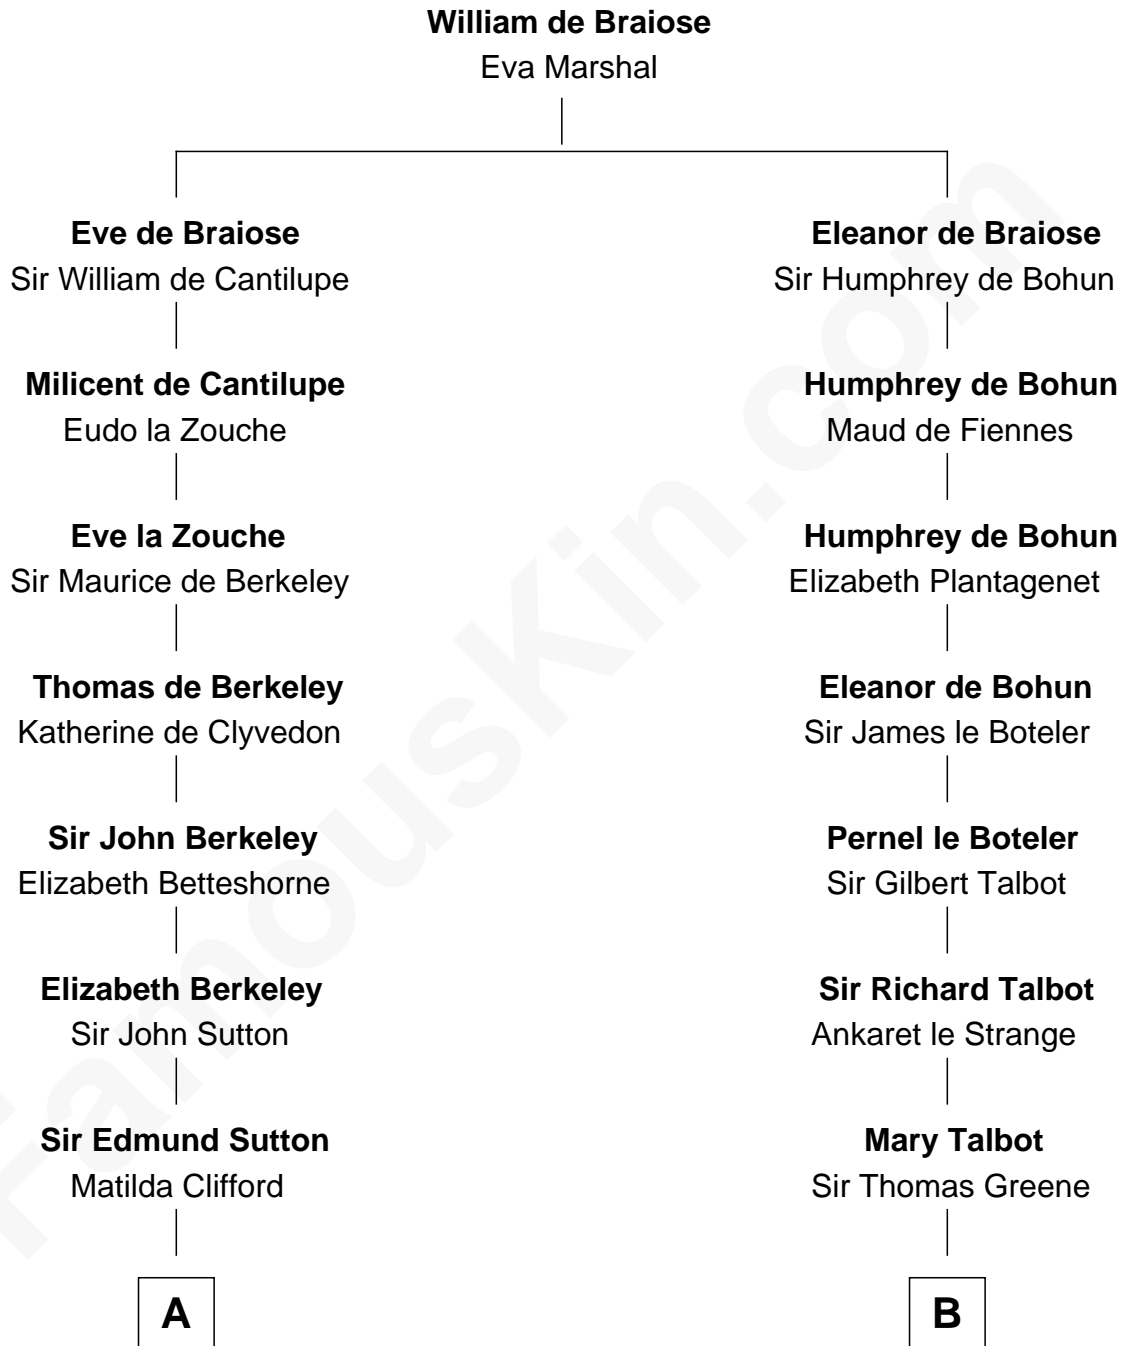 William de Braiose
Eva Marshal
Eve de Braiose
Sir William de Cantilupe
Eleanor de Braiose
Sir Humphrey de Bohun
Milicent de Cantilupe
Eudo la Zouche
Humphrey de Bohun
Maud de Fiennes
Eve la Zouche
Sir Maurice de Berkeley
Humphrey de Bohun
Elizabeth Plantagenet
Thomas de Berkeley
Katherine de Clyvedon
Eleanor de Bohun
Sir James le Boteler
Sir John Berkeley
Elizabeth Betteshorne
Pernel le Boteler
Sir Gilbert Talbot
Elizabeth Berkeley
Sir John Sutton
Sir Richard Talbot
Ankaret le Strange
Sir Edmund Sutton
Matilda Clifford
Mary Talbot
Sir Thomas Greene
A
B
FamousKin.com